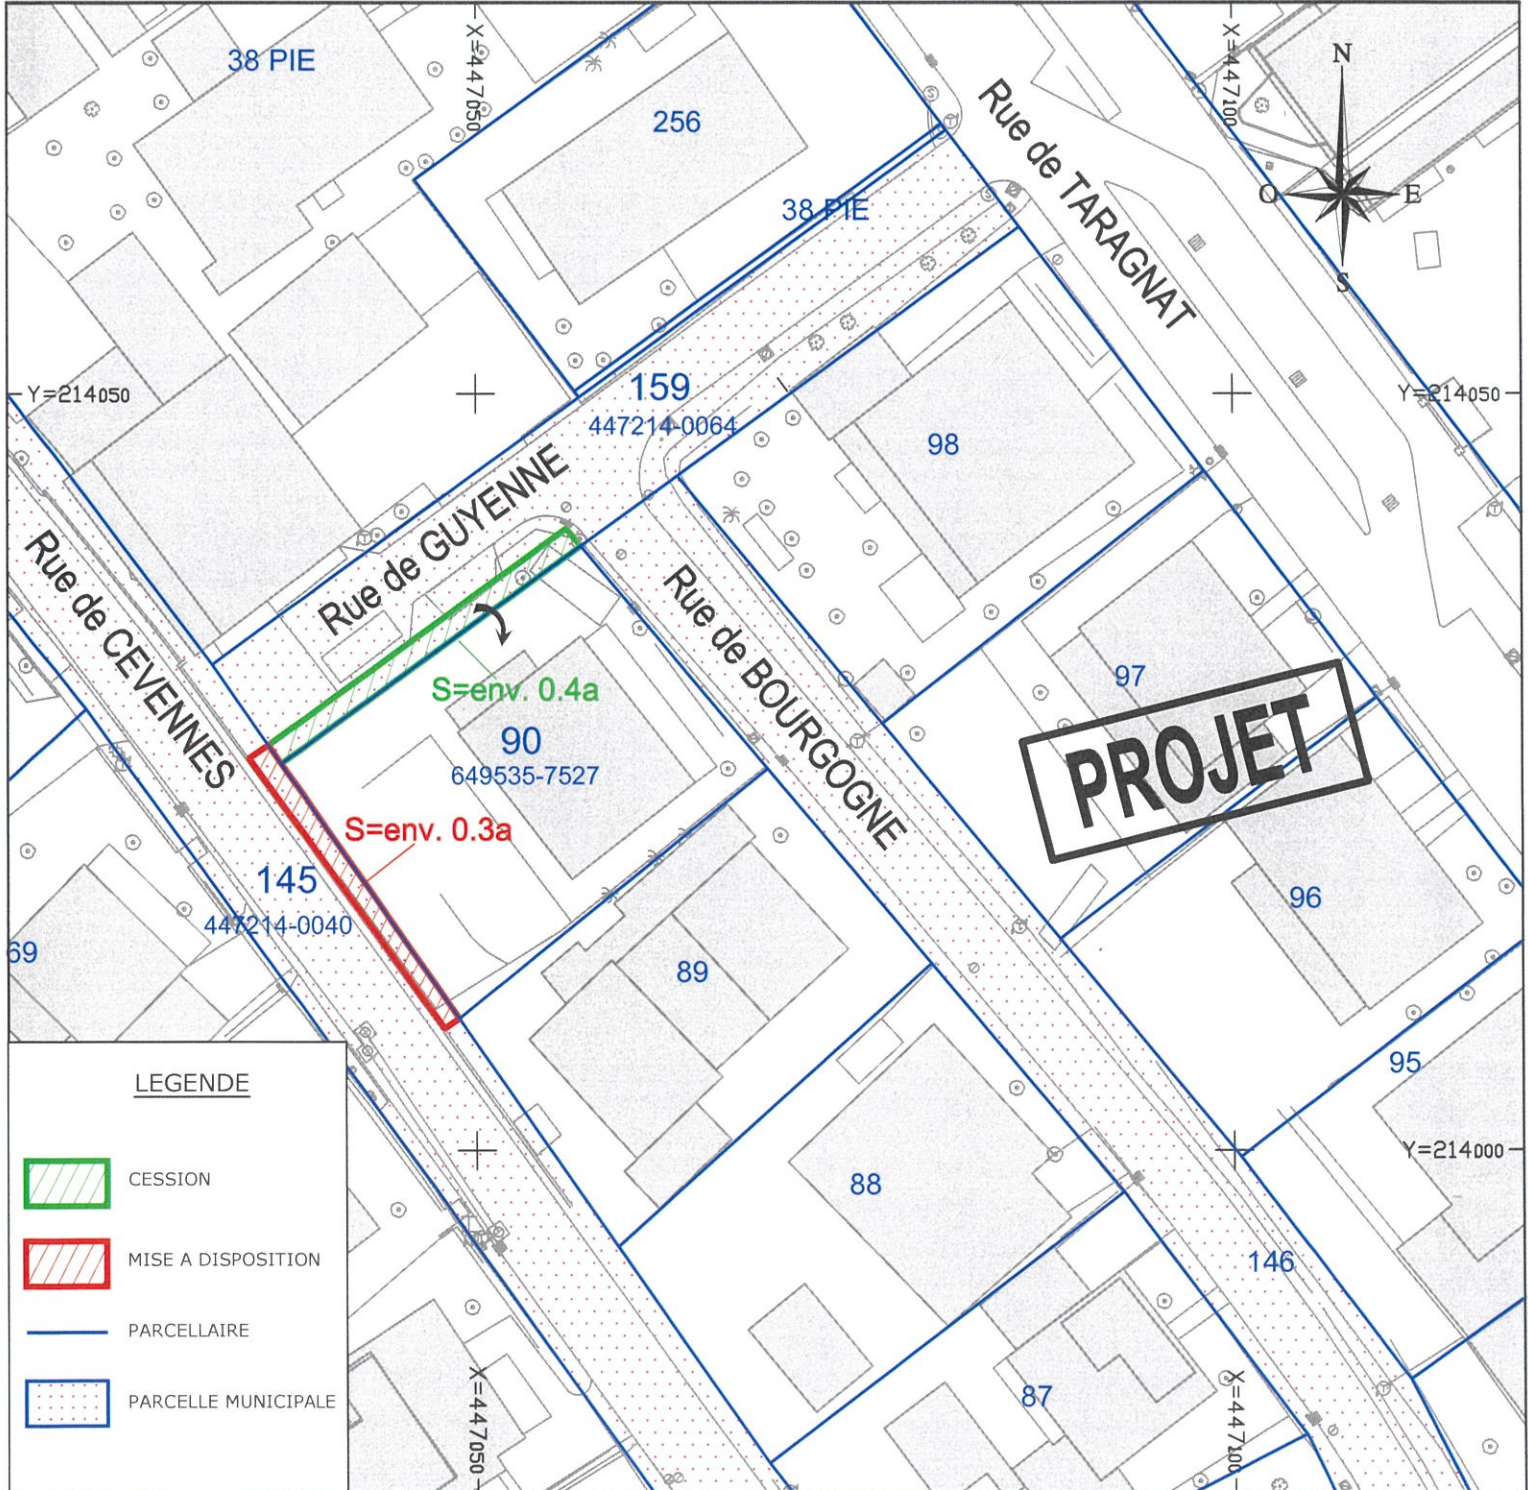 38 PIE
X=447050
256
X=447100
N
O
E
S
Rue de TARAGNAT
38 PIE
Y=214050
159
447214-0064
Y=214050
98
Rue de GUYENNE
Rue de CEVENNES
Rue de BOURGOGNE
S=env. 0.4a
90
649535-7527
97
PROJET
S=env. 0.3a
145
447214-0040
69
89
96
95
LEGENDE
CESSION
MISE A DISPOSITION
PARCELLAIRE
PARCELLE MUNICIPALE
Y=214000
88
146
87
X=447050
X=447100